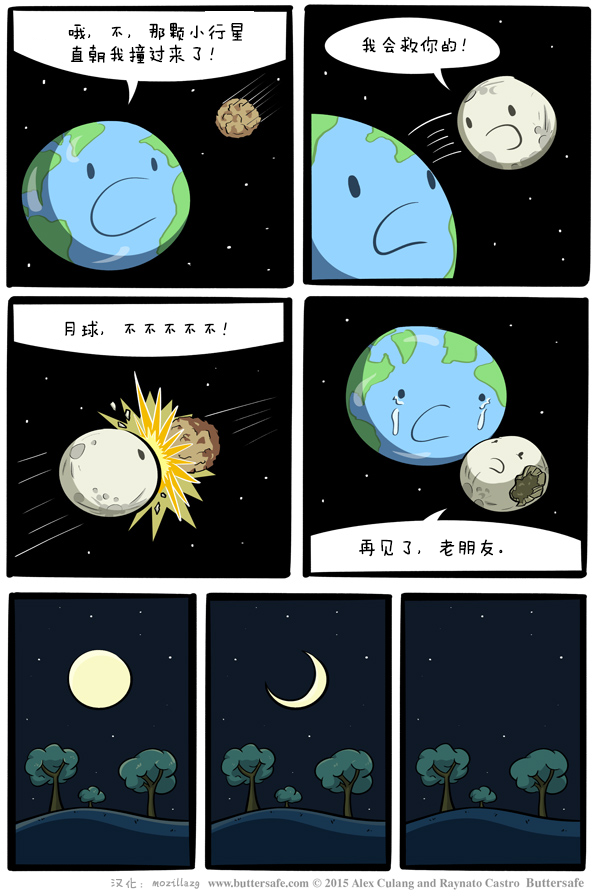 哦，不，那颗小行星
直朝我撞过来了！
我会救你的！
月球，不不不不不！
再见了，老朋友。
汉化：mozillazg www.buttersafe.com © 2015 Alex Culang and Raynato Castro Buttersafe